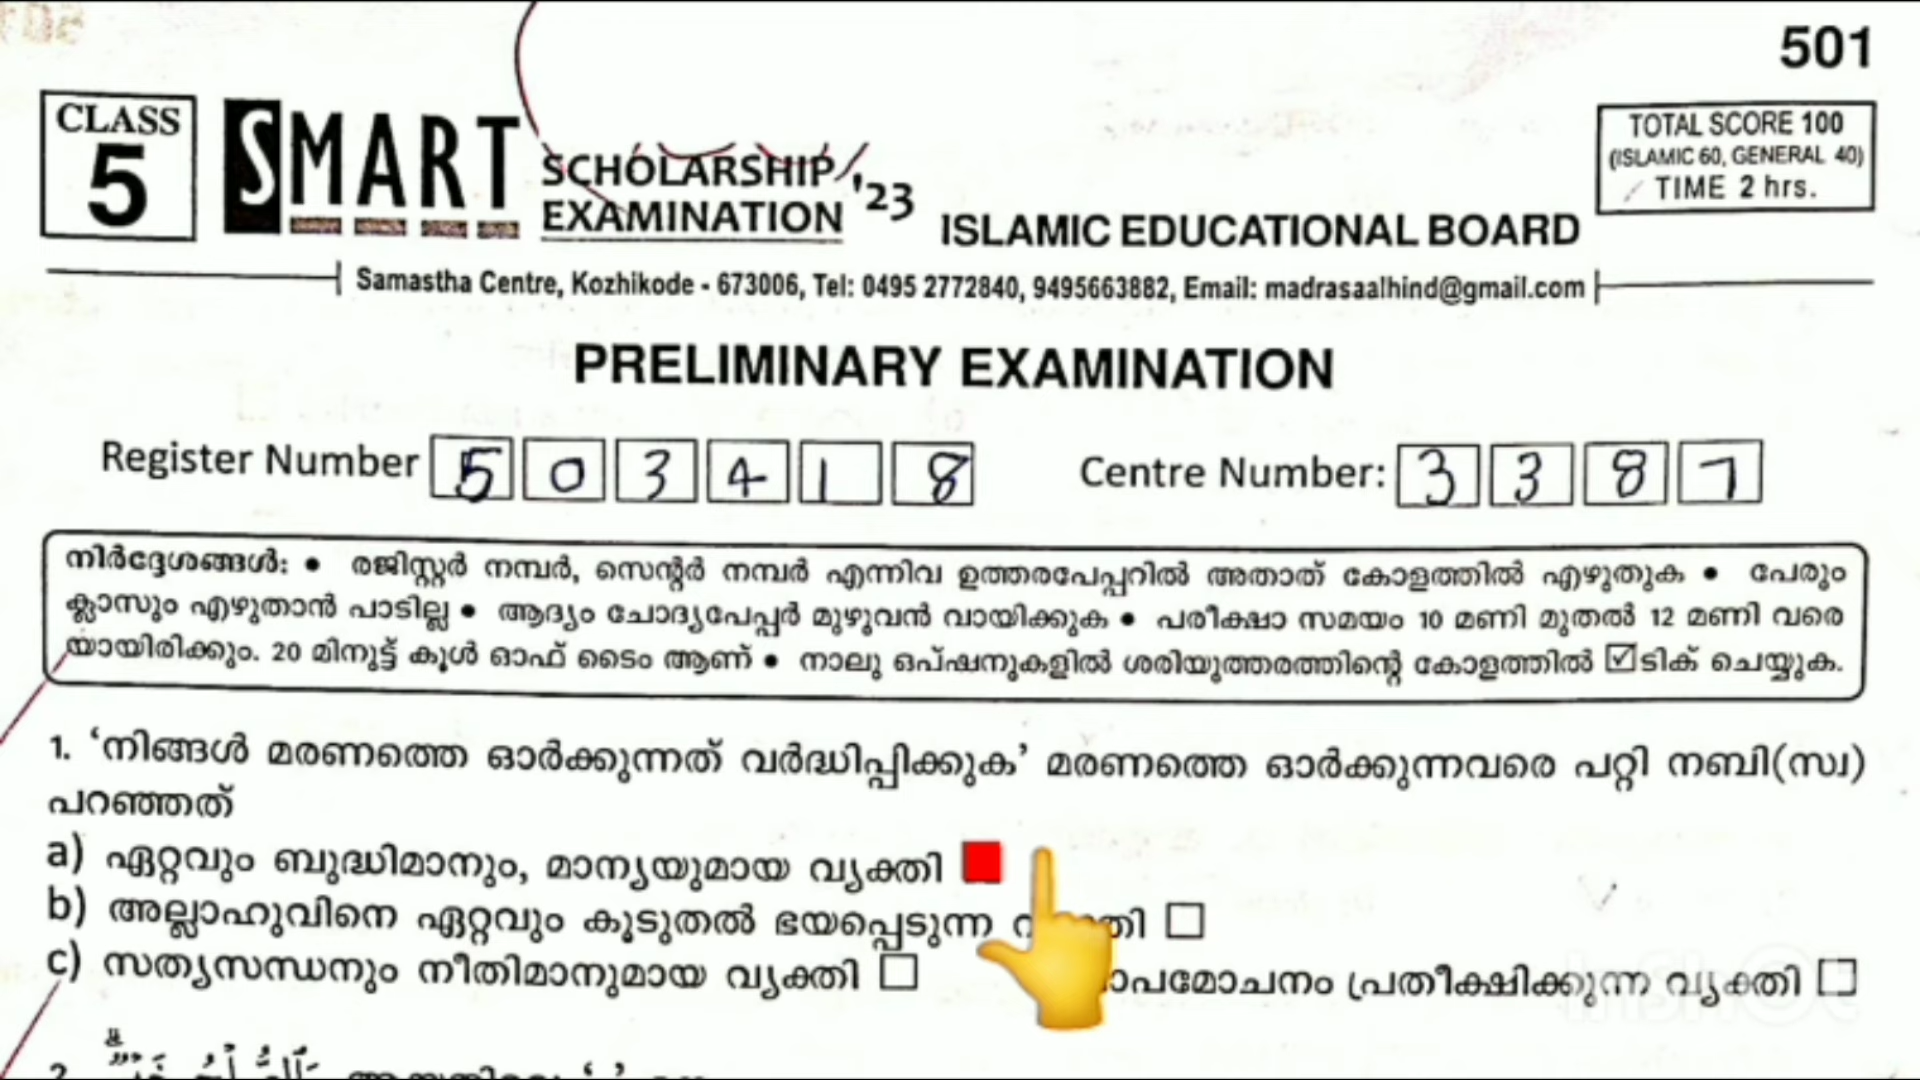 501
CLASS
5
SMART
SCHOLARSHIP
EXAMINATION '23
ISLAMIC EDUCATIONAL BOARD
TOTAL SCORE 100
(ISLAMIC 60, GENERAL 40)
TIME 2 hrs.
Samastha Centre, Kozhikode - 673006, Tel: 0495 2772840, 9495663882, Email: madrasaalhind@gmail.com
PRELIMINARY EXAMINATION
Register Number 5 0 3 4 1 8 Centre Number: 3 3 8 7
നിർദ്ദേശങ്ങൾ: • രജിസ്റ്റർ നമ്പർ, സെന്റർ നമ്പർ എന്നിവ ഉത്തരപേപ്പറിൽ അതാത് കോളത്തിൽ എഴുതുക • പേരും
ക്ലാസും എഴുതാൻ പാടില്ല • ആദ്യം ചോദ്യപേപ്പർ മുഴുവൻ വായിക്കുക • പരീക്ഷാ സമയം 10 മണി മുതൽ 12 മണി വരെ
യായിരിക്കും. 20 മിനുട്ട് കൂൾ ഓഫ് ടൈം ആണ് • നാലു ഒപ്ഷനുകളിൽ ശരിയുത്തരത്തിന്റെ കോളത്തിൽ ☑ ടിക് ചെയ്യുക.
1. ‘നിങ്ങൾ മരണത്തെ ഓർക്കുന്നത് വർദ്ധിപ്പിക്കുക’ മരണത്തെ ഓർക്കുന്നവരെ പറ്റി നബി(സ്വ)
പറഞ്ഞത്
a) ഏറ്റവും ബുദ്ധിമാനും, മാന്യയുമായ വ്യക്തി
b) അല്ലാഹുവിനെ ഏറ്റവും കൂടുതൽ ഭയപ്പെടുന്ന
c) സത്യസന്ധനും നീതിമാനുമായ വ്യക്തി പ്രതീക്ഷിക്കുന്ന വ്യക്തി
InShOt